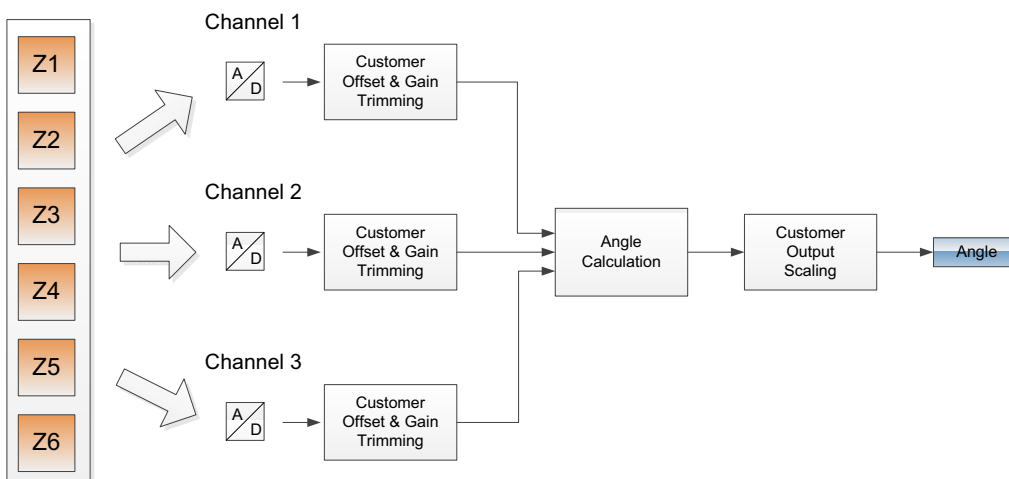 Z1
Z2
Z3
Z4
Z5
Z6
Channel 1
A
D
Customer
Offset & Gain
Trimming
Channel 2
A
D
Customer
Offset & Gain
Trimming
Channel 3
A
D
Customer
Offset & Gain
Trimming
Angle
Calculation
Customer
Output
Scaling
Angle